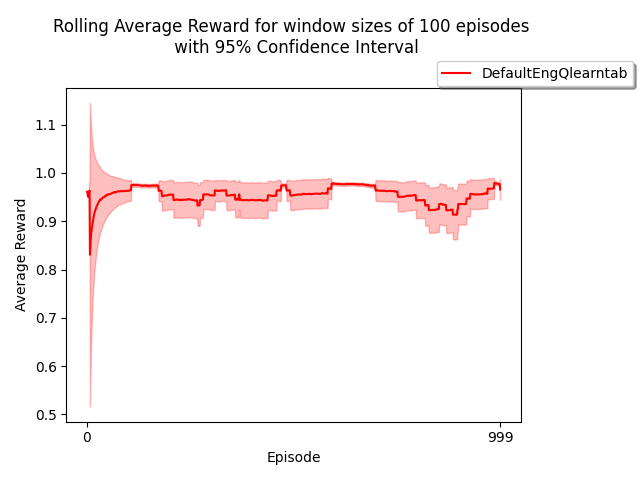 Rolling Average Reward for window sizes of 100 episodes
with 95% Confidence Interval
DefaultEngQlearntab
1.1
1.0
0.9
0.8
0.7
0.6
0.5
Average Reward
0
999
Episode